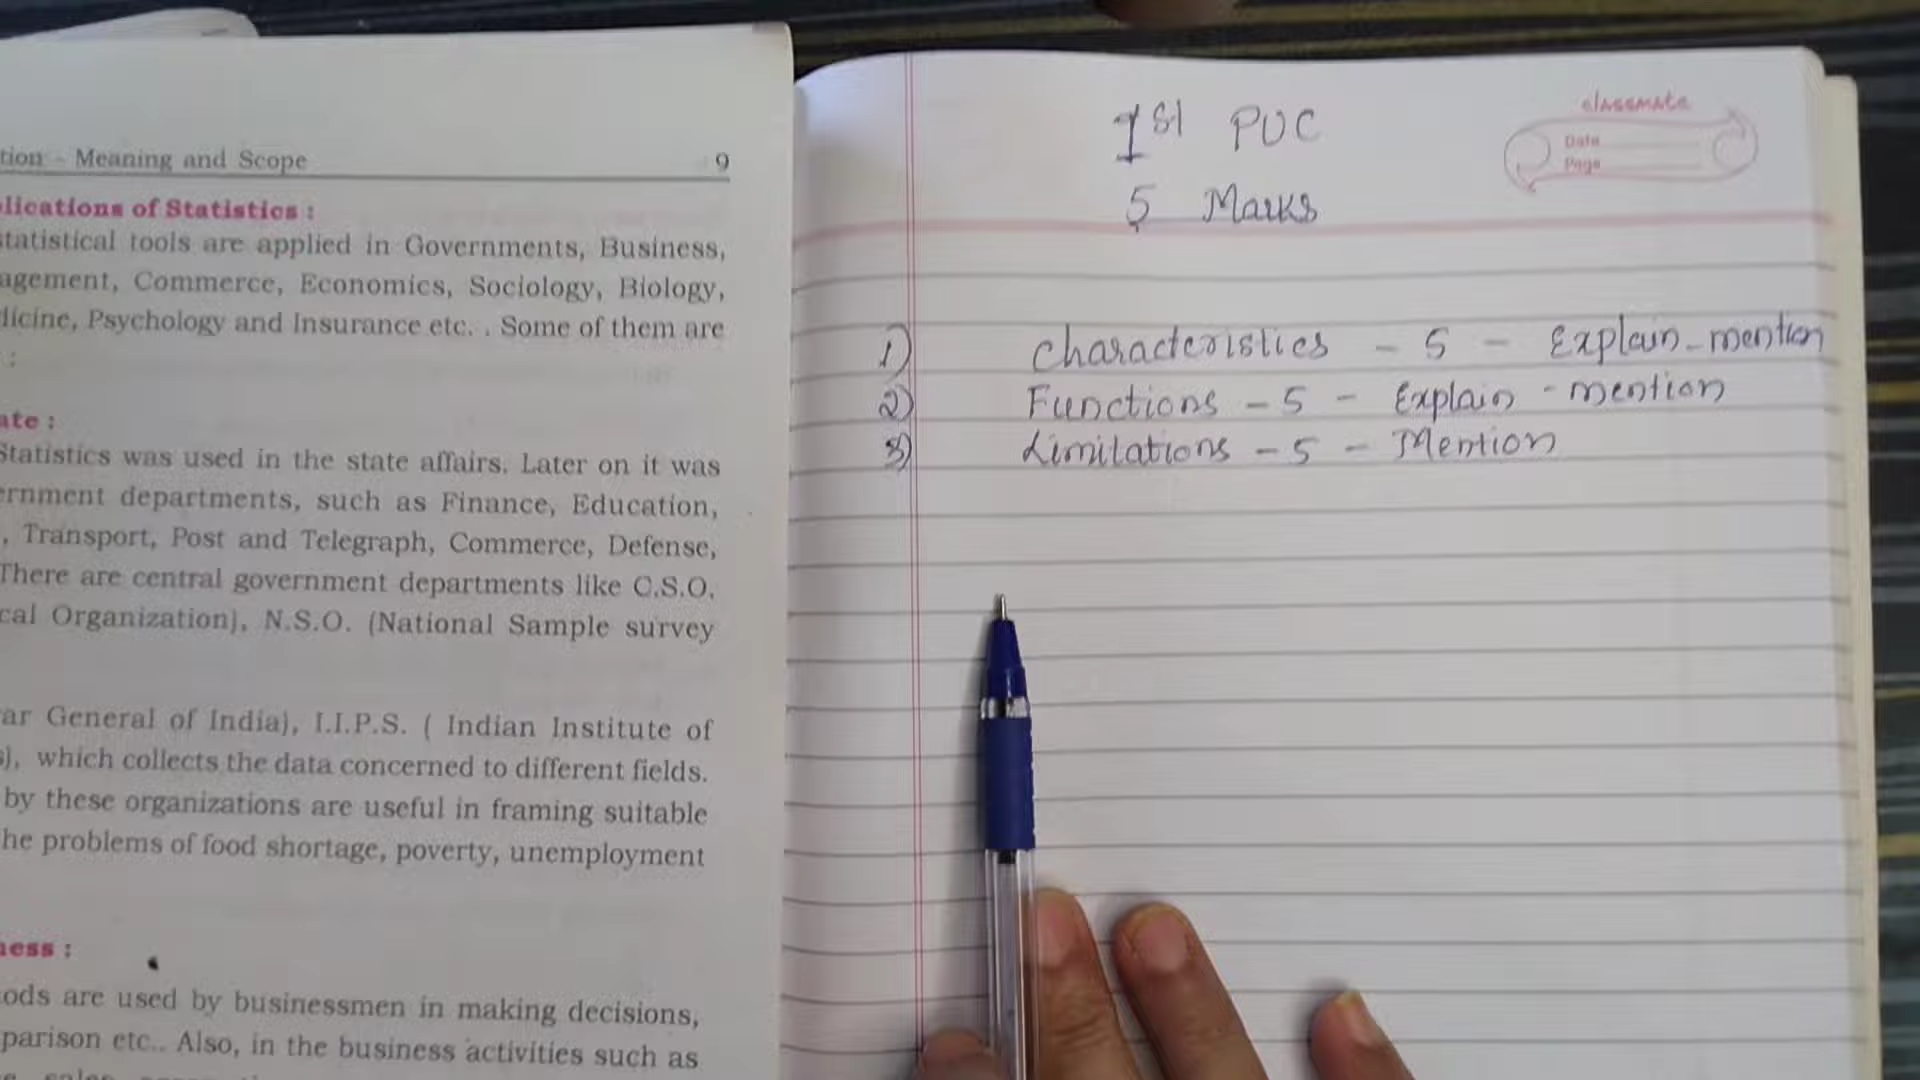 tion - Meaning and Scope 9
plications of Statistics :
statistical tools are applied in Governments, Business,
agement, Commerce, Economics, Sociology, Biology,
dicine, Psychology and Insurance etc. . Some of them are
:
ate :
Statistics was used in the state affairs. Later on it was
ernment departments, such as Finance, Education,
, Transport, Post and Telegraph, Commerce, Defense,
There are central government departments like C.S.O.
cal Organization), N.S.O. (National Sample survey
ar General of India), I.I.P.S. ( Indian Institute of
s), which collects the data concerned to different fields.
by these organizations are useful in framing suitable
he problems of food shortage, poverty, unemployment
ness :
ods are used by businessmen in making decisions,
parison etc.. Also, in the business activities such as
classmate
Date
Page
1st PUC
5 Marks
1) Characteristics - 5 - Explain - mention
2) Functions - 5 - Explain - mention
3) Limitations - 5 - Mention